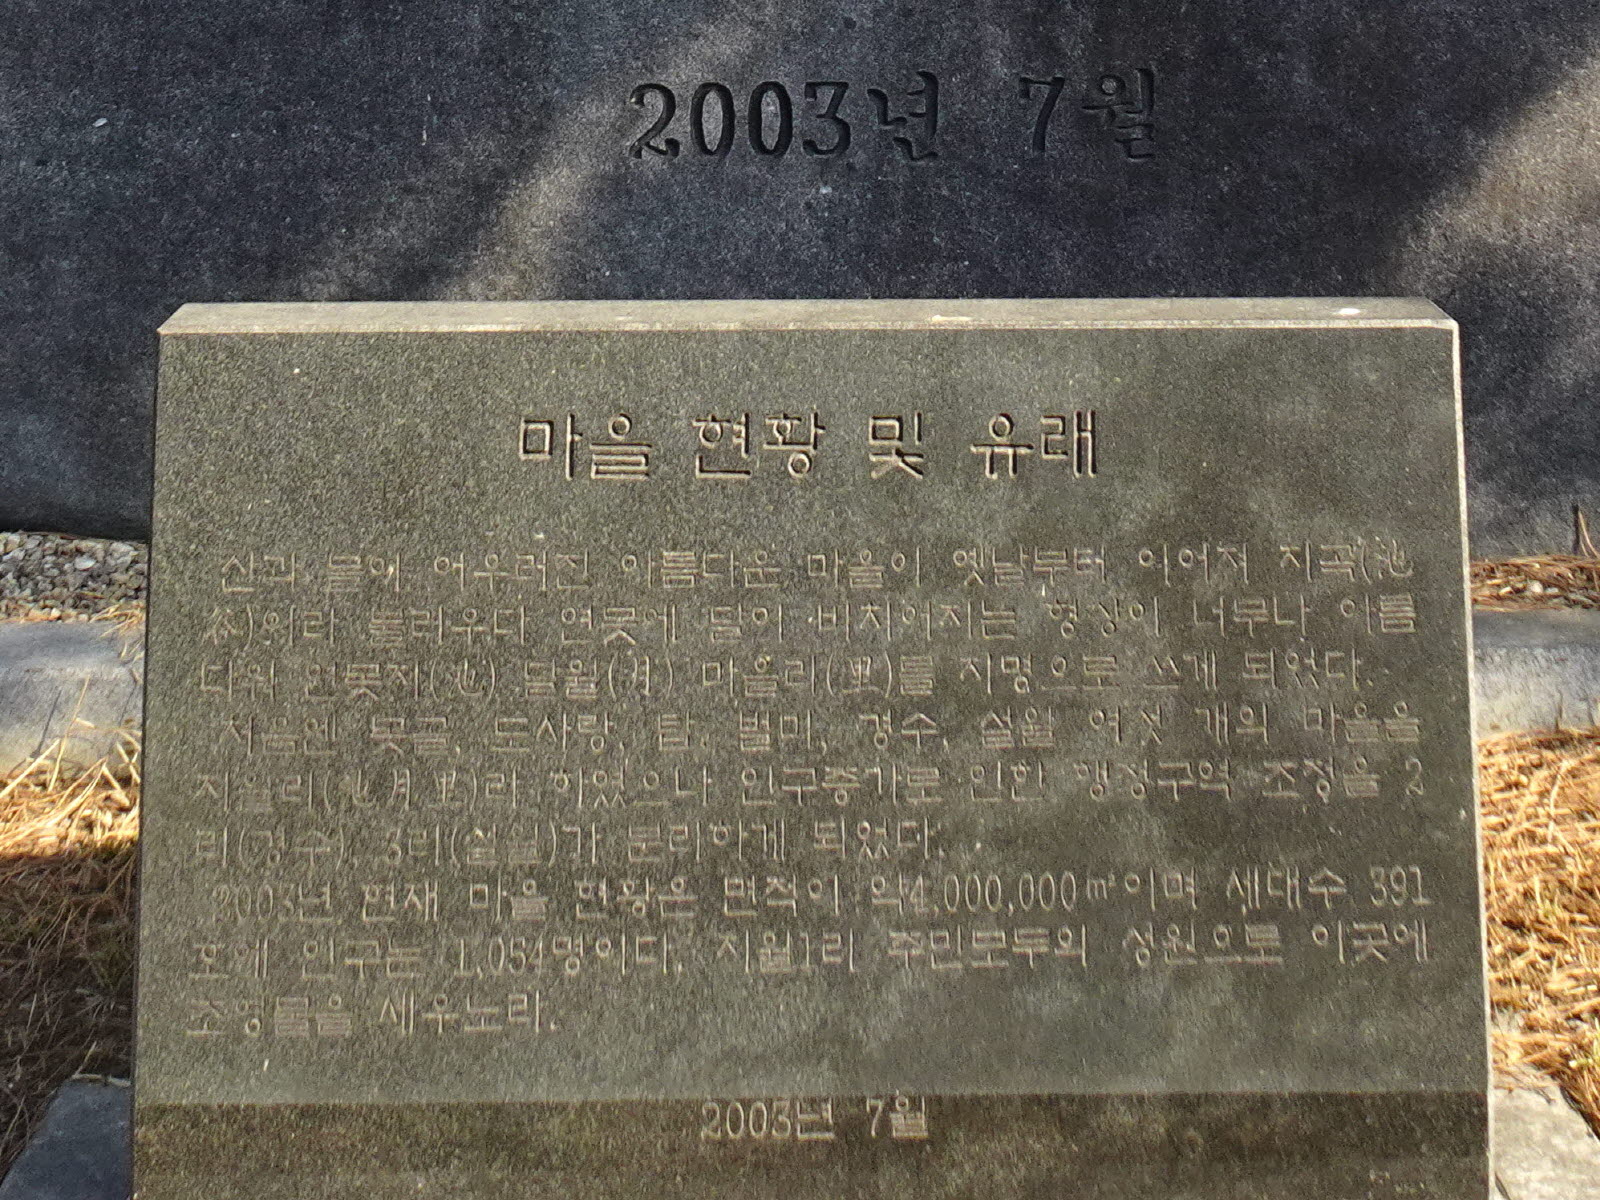 2003년 7월
마을 현황 및 유래
산과 물이 어우러진 아름다운 마을이 옛날부터 이어져 지곡(池
谷)이라 불리우다 연못에 달이 비치어지는 형상이 너무나 아름
다워 연못지(池) 달월(月) 마을리(里)를 지명으로 쓰게 되었다.
처음엔 못골, 도사랑, 탑, 벌미, 경수, 설월 여섯 개의 마을을
지월리(池月里)라 하였으나 인구증가로 인한 행정구역 조정을 2
리(경수), 3리(설월)가 분리하게 되었다.
2003년 현재 마을 현황은 면적이 약4,000,000㎡이며 세대수 391
호에 인구는 1,054명이다. 지월1리 주민모두의 성원으로 이곳에
조영물을 세우노라.
2003년 7월